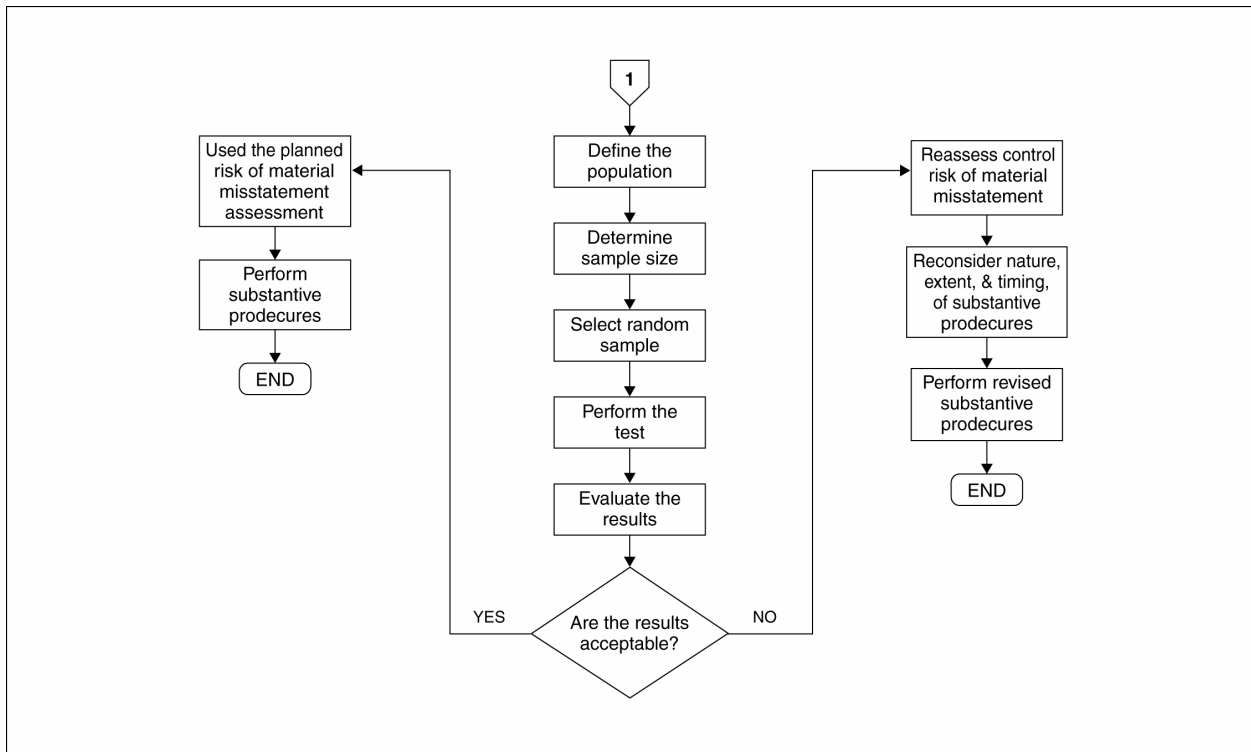 1
Define the
population
Determine
sample size
Select random
sample
Perform the
test
Evaluate the
results
Are the results
acceptable?
YES
Used the planned
risk of material
misstatement
assessment
Perform
substantive
prodecures
END
NO
Reassess control
risk of material
misstatement
Reconsider nature,
extent, & timing,
of substantive
prodecures
Perform revised
substantive
prodecures
END